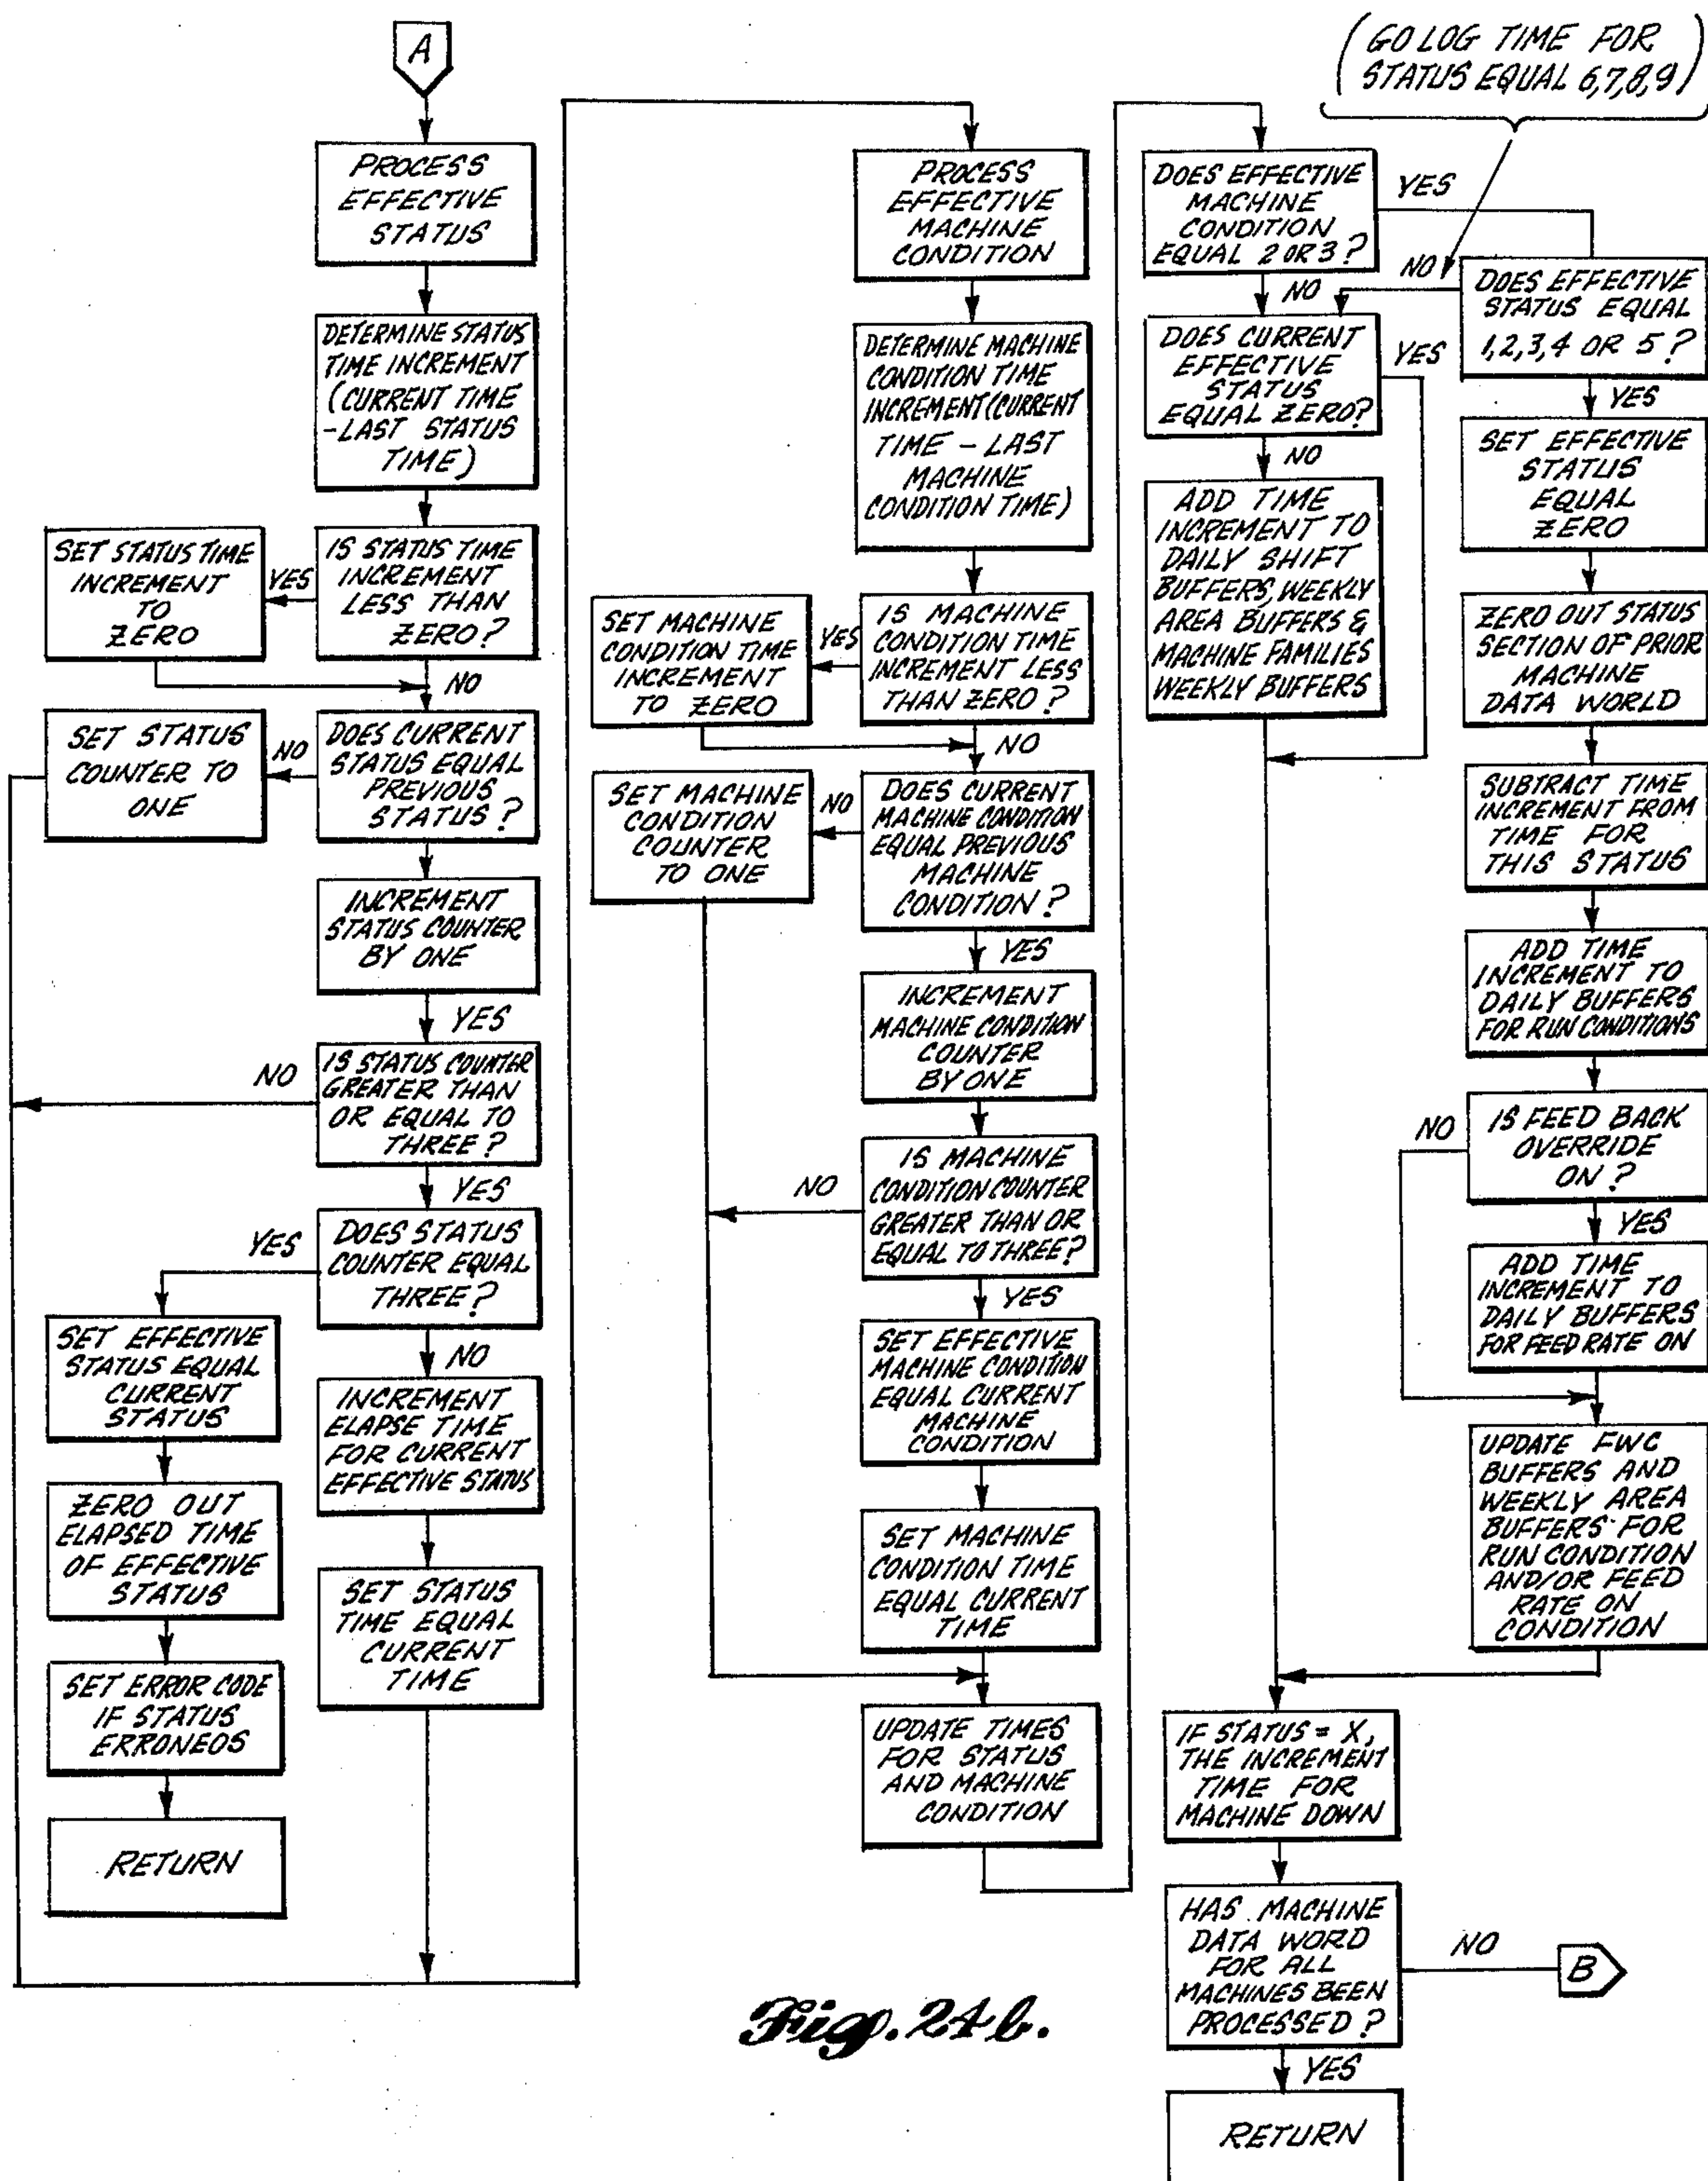 A
PROCESS
EFFECTIVE
STATUS
DETERMINE STATUS
TIME INCREMENT
(CURRENT TIME
-LAST STATUS
TIME)
IS STATUS TIME
INCREMENT
LESS THAN
ZERO?
YES
SET STATUS TIME
INCREMENT
TO
ZERO
NO
DOES CURRENT
STATUS EQUAL
PREVIOUS
STATUS?
NO
SET STATUS
COUNTER TO
ONE
INCREMENT
STATUS COUNTER
BY ONE
YES
IS STATUS COUNTER
GREATER THAN
OR EQUAL TO
THREE?
NO
YES
DOES STATUS
COUNTER EQUAL
THREE?
YES
SET EFFECTIVE
STATUS EQUAL
CURRENT
STATUS
ZERO OUT
ELAPSED TIME
OF EFFECTIVE
STATUS
SET ERROR CODE
IF STATUS
ERRONEOS
RETURN
NO
INCREMENT
ELAPSE TIME
FOR CURRENT
EFFECTIVE STATUS
SET STATUS
TIME EQUAL
CURRENT
TIME
PROCESS
EFFECTIVE
MACHINE
CONDITION
DETERMINE MACHINE
CONDITION TIME
INCREMENT (CURRENT
TIME - LAST
MACHINE
CONDITION TIME)
IS MACHINE
CONDITION TIME
INCREMENT LESS
THAN ZERO?
YES
SET MACHINE
CONDITION TIME
INCREMENT
TO ZERO
NO
DOES CURRENT
MACHINE CONDITION
EQUAL PREVIOUS
MACHINE
CONDITION?
NO
SET MACHINE
CONDITION
COUNTER
TO ONE
YES
INCREMENT
MACHINE CONDITION
COUNTER
BY ONE
IS MACHINE
CONDITION COUNTER
GREATER THAN OR
EQUAL TO THREE?
NO
YES
SET EFFECTIVE
MACHINE CONDITION
EQUAL CURRENT
MACHINE
CONDITION
SET MACHINE
CONDITION TIME
EQUAL CURRENT
TIME
UPDATE TIMES
FOR STATUS
AND MACHINE
CONDITION
(GO LOG TIME FOR
STATUS EQUAL 6,7,8,9)
DOES EFFECTIVE
MACHINE
CONDITION
EQUAL 2 OR 3?
YES
NO
NO
DOES CURRENT
EFFECTIVE
STATUS
EQUAL ZERO?
YES
NO
ADD TIME
INCREMENT TO
DAILY SHIFT
BUFFERS, WEEKLY
AREA BUFFERS &
MACHINE FAMILIES
WEEKLY BUFFERS
DOES EFFECTIVE
STATUS EQUAL
1,2,3,4 OR 5?
YES
SET EFFECTIVE
STATUS
EQUAL
ZERO
ZERO OUT STATUS
SECTION OF PRIOR
MACHINE
DATA WORLD
SUBTRACT TIME
INCREMENT FROM
TIME FOR
THIS STATUS
ADD TIME
INCREMENT TO
DAILY BUFFERS
FOR RUN CONDITIONS
IS FEED BACK
OVERRIDE
ON?
NO
YES
ADD TIME
INCREMENT TO
DAILY BUFFERS
FOR FEED RATE ON
UPDATE FWC
BUFFERS AND
WEEKLY AREA
BUFFERS FOR
RUN CONDITION
AND/OR FEED
RATE ON
CONDITION
IF STATUS = X,
THE INCREMENT
TIME FOR
MACHINE DOWN
HAS MACHINE
DATA WORD
FOR ALL
MACHINES BEEN
PROCESSED?
NO
B
YES
RETURN
Fig. 24b.